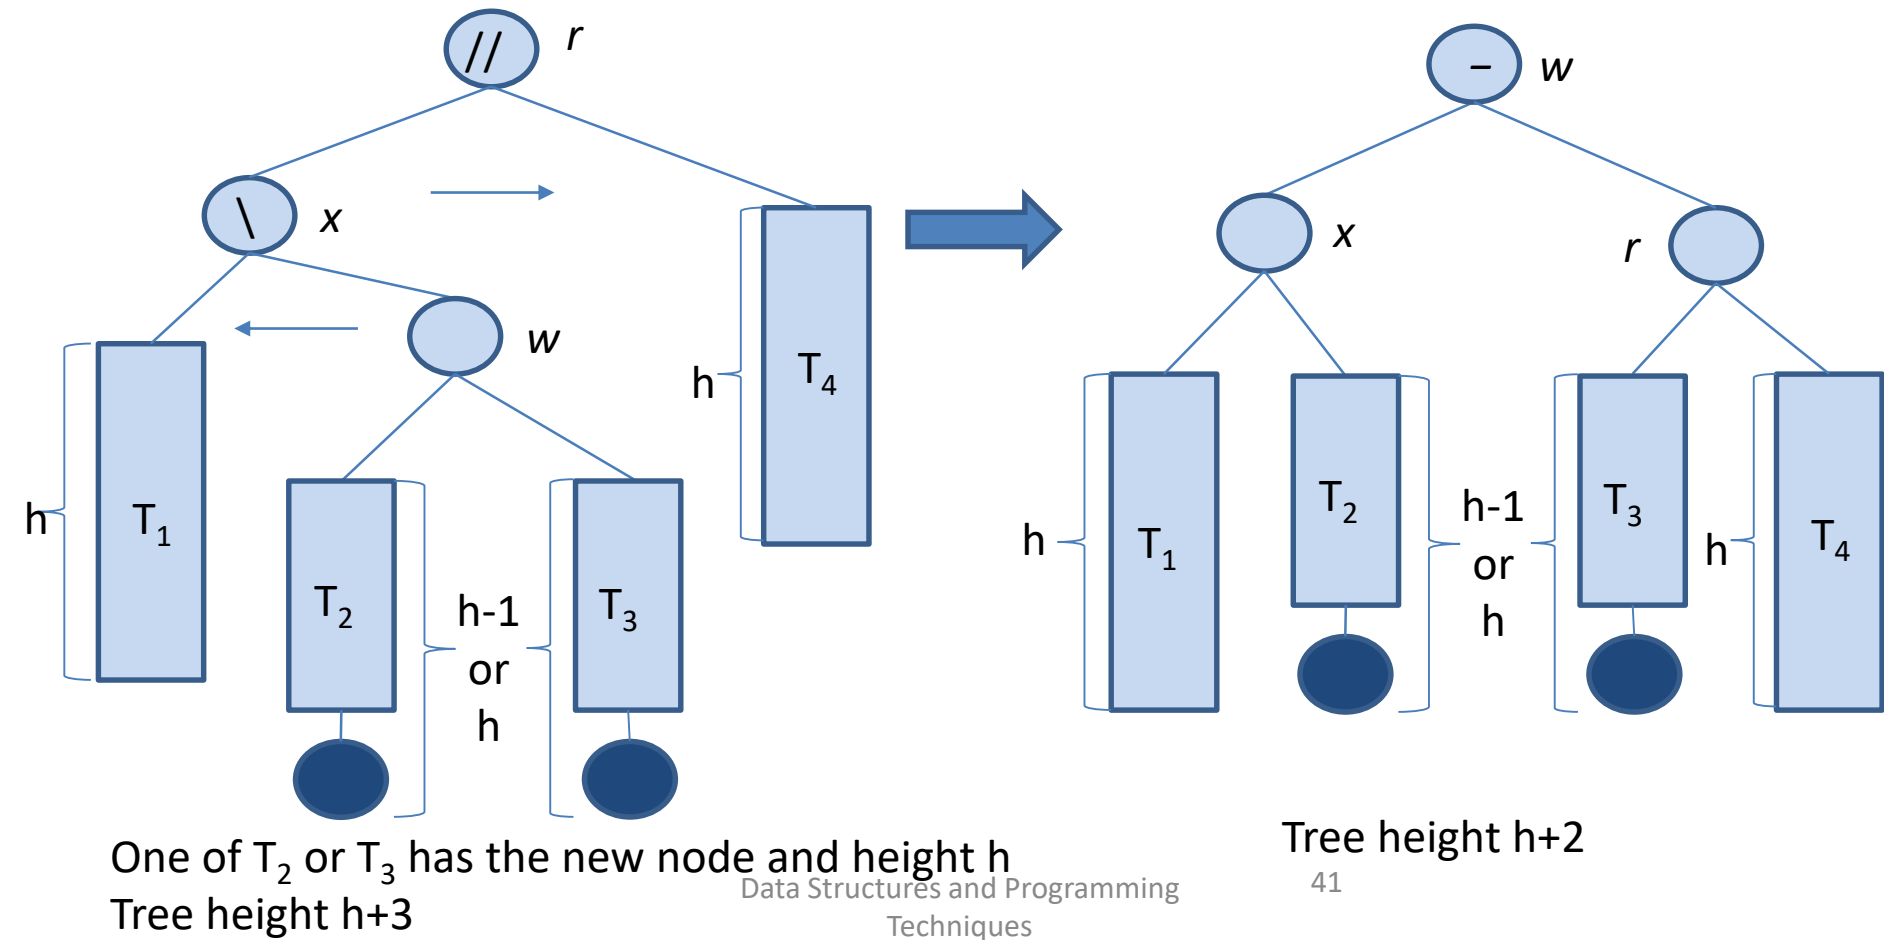 // r
\ x
w
h T1
T2
h-1
or
h
T3
h T4
One of T2 or T3 has the new node and height h
Tree height h+3
– w
x
r
h T1
T2
h-1
or
h
T3
h T4
Tree height h+2
Data Structures and Programming
Techniques
41